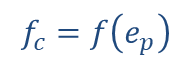 f_c = f(e_p)